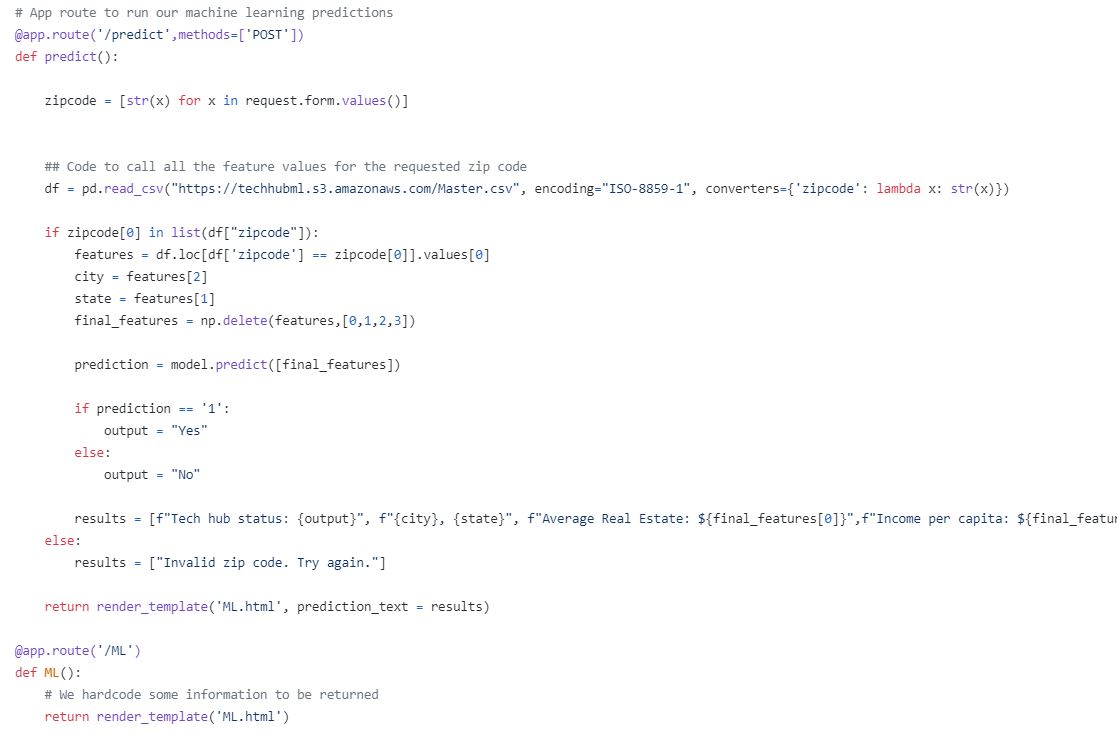 # App route to run our machine learning predictions
@app.route('/predict',methods=['POST'])
def predict():
    zipcode = [str(x) for x in request.form.values()]
    ## Code to call all the feature values for the requested zip code
    df = pd.read_csv("https://techhubml.s3.amazonaws.com/Master.csv", encoding="ISO-8859-1", converters={'zipcode': lambda x: str(x)})
    if zipcode[0] in list(df["zipcode"]):
        features = df.loc[df['zipcode'] == zipcode[0]].values[0]
        city = features[2]
        state = features[1]
        final_features = np.delete(features,[0,1,2,3])
        prediction = model.predict([final_features])
        if prediction == '1':
            output = "Yes"
        else:
            output = "No"
        results = [f"Tech hub status: {output}", f"{city}, {state}", f"Average Real Estate: ${final_features[0]}",f"Income per capita: ${final_featur
    else:
        results = ["Invalid zip code. Try again."]
    return render_template('ML.html', prediction_text = results)
@app.route('/ML')
def ML():
    # We hardcode some information to be returned
    return render_template('ML.html')